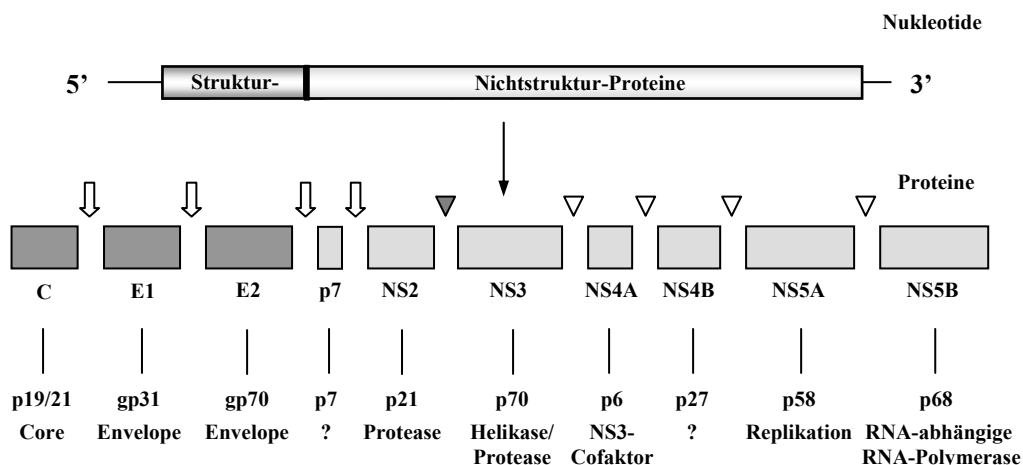 Nukleotide
5’ Struktur- Nichtstruktur-Proteine 3’
Proteine
C E1 E2 p7 NS2 NS3 NS4A NS4B NS5A NS5B
p19/21 gp31 gp70 p7 p21 p70 p6 p27 p58 p68
Core Envelope Envelope ? Protease Helikase/ NS3- ? Replikation RNA-abhängige
Protease Cofaktor RNA-Polymerase